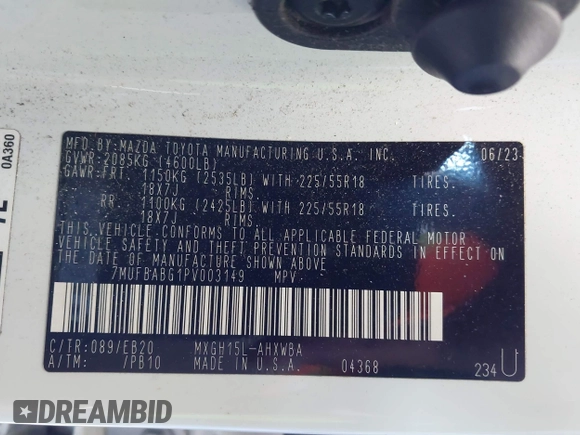 MFD.BY:MAZDA TOYOTA MANUFACTURING U.S.A. INC. 06/23
GVWR:2085KG (4600LB)
GAWR:FRT. 1150KG (2535LB) WITH 225/55R18 TIRES.
18X7J RIMS.
RR. 1100KG (2425LB) WITH 225/55R18 TIRES.
18X7J RIMS.
THIS VEHICLE CONFORMS TO ALL APPLICABLE FEDERAL MOTOR
VEHICLE SAFETY AND THEFT PREVENTION STANDARDS IN EFFECT ON
THE DATE OF MANUFACTURE SHOWN ABOVE.
7MUFBABG1PV003149 MPV
C/TR:089/EB20 MXGH15L-AHXWBA
A/TM: /PB10 MADE IN U.S.A. 04368 234U
0A360
DREAMBID